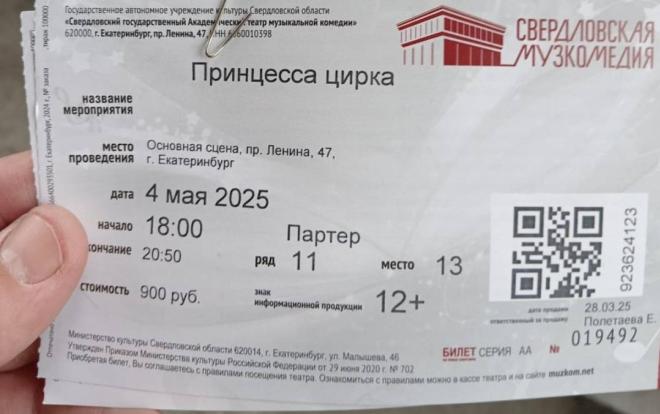 Государственное автономное учреждение культуры Свердловской области
«Свердловский государственный Академический театр музыкальной комедии»
620000, г. Екатеринбург, пр. Ленина, 47,
СВЕРДЛОВСКАЯ
МУЗКОМЕДИЯ
Принцесса цирка
название
мероприятия
место
проведения
Основная сцена, пр. Ленина, 47,
г. Екатеринбург
дата 4 мая 2025
начало 18:00
Партер
кончание 20:50
ряд 11 место 13
стоимость 900 руб.
знак
информационной продукции 12+
923624123
дата продажи 28.03.25
ответственный за продажу Полетаева Е.
БИЛЕТ СЕРИЯ АА № 019492
Министерство культуры Свердловской области 620014, г. Екатеринбург, ул. Малышева, 46
Утвержден Приказом Министерства культуры Российской Федерации от 29 июня 2020 г. № 702
Приобретая билет, Вы соглашаетесь с правилами посещения театра. Ознакомиться с правилами можно в кассе театра и на сайте muzkom.net